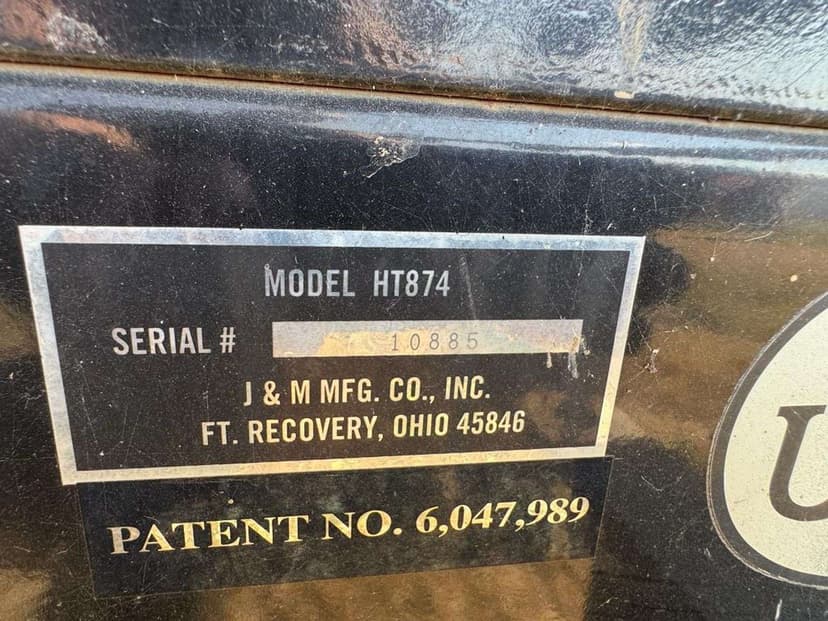 MODEL HT874
SERIAL # 10885
J & M MFG. CO., INC.
FT. RECOVERY, OHIO 45846
PATENT NO. 6,047,989
U